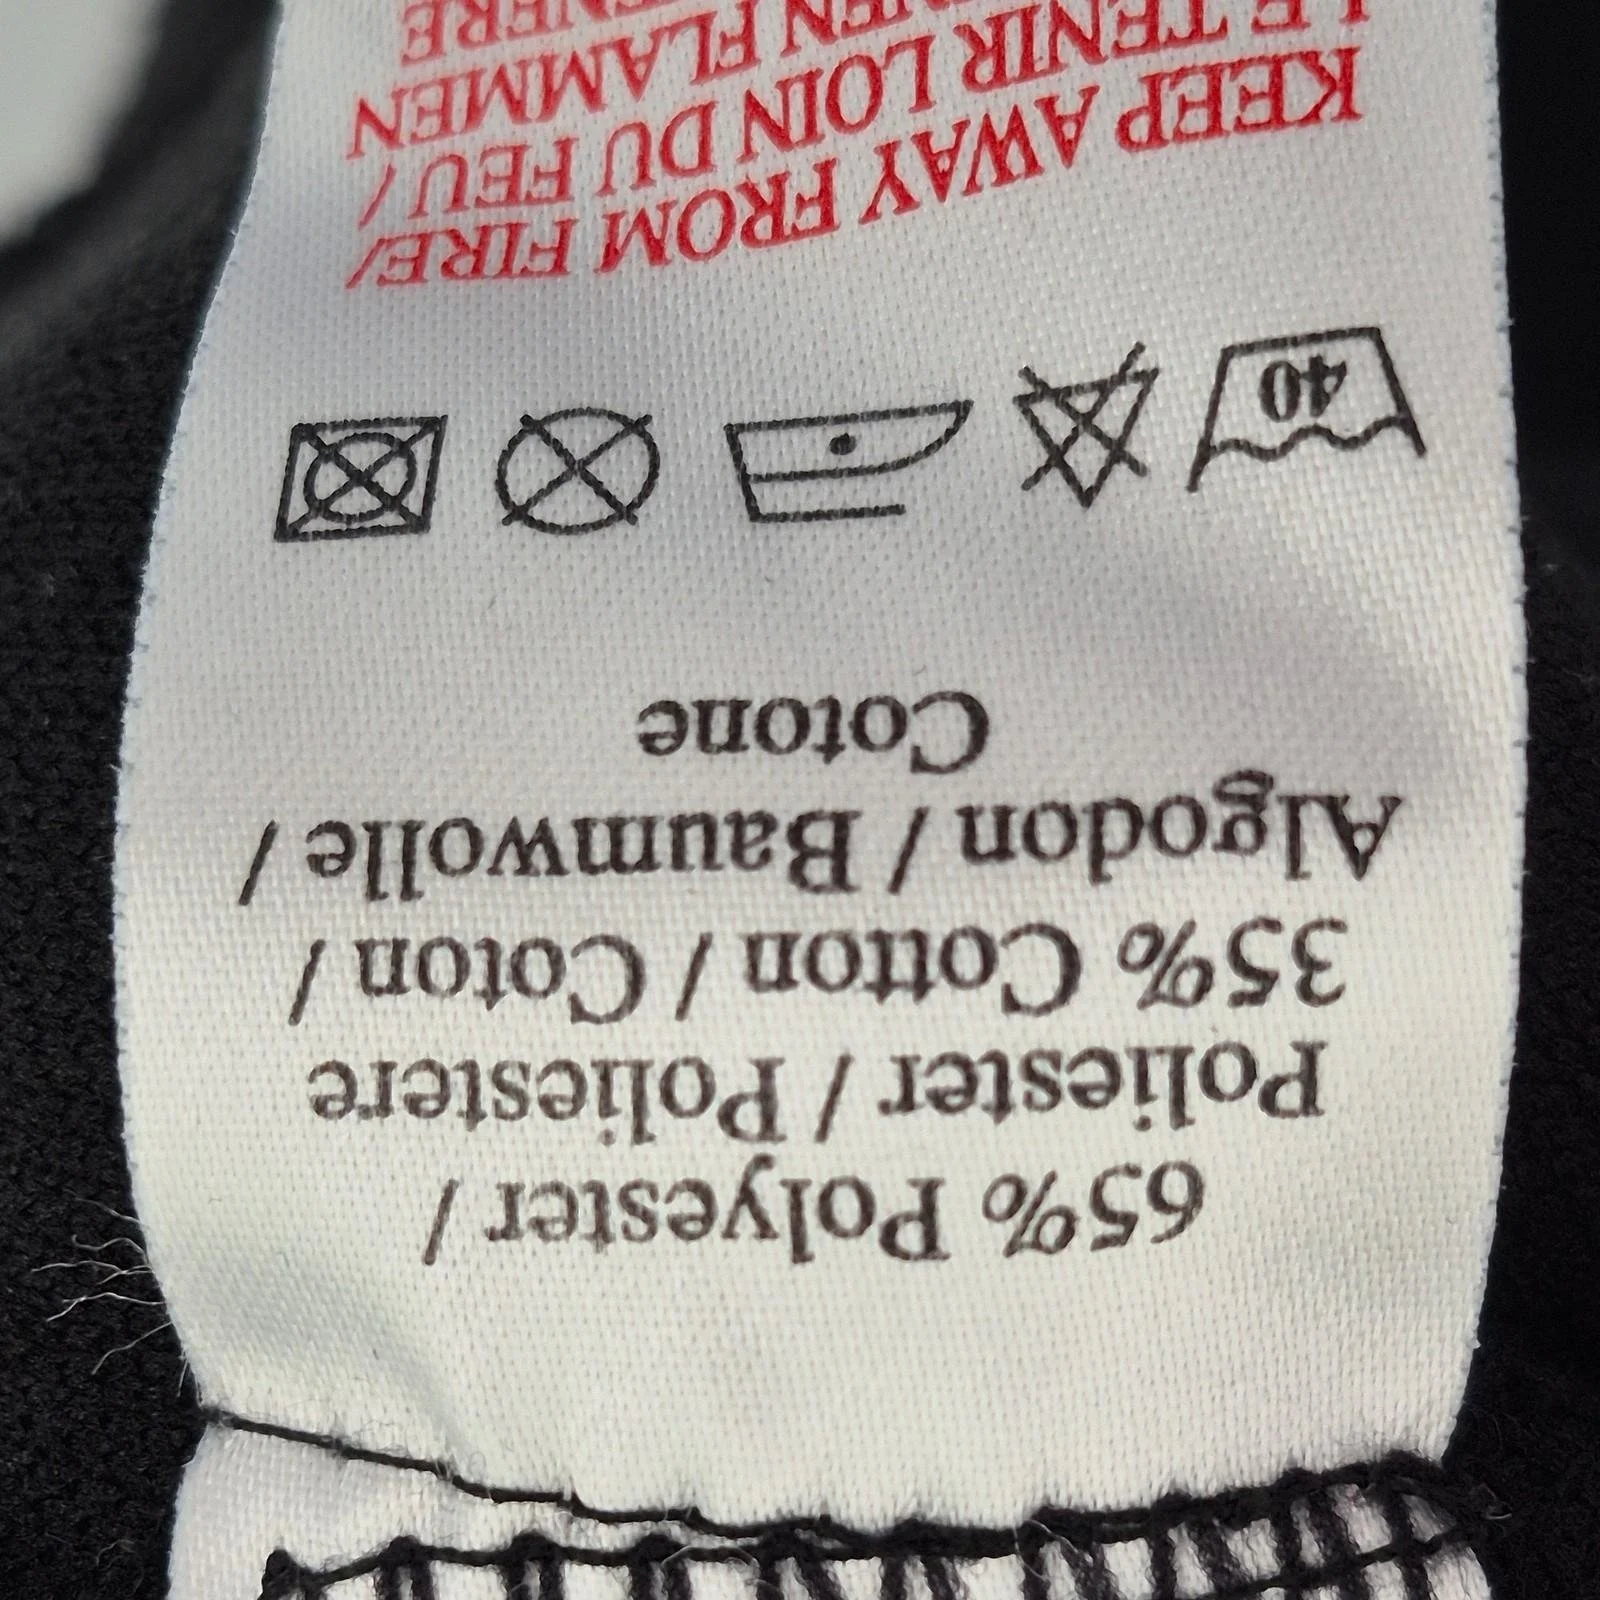 65% Polyester /
Poliester / Poliestere
35% Cotton / Coton /
Algodon / Baumwolle /
Cotone
40
KEEP AWAY FROM FIRE/
LE TENIR LOIN DU FEU /
FLAMMEN